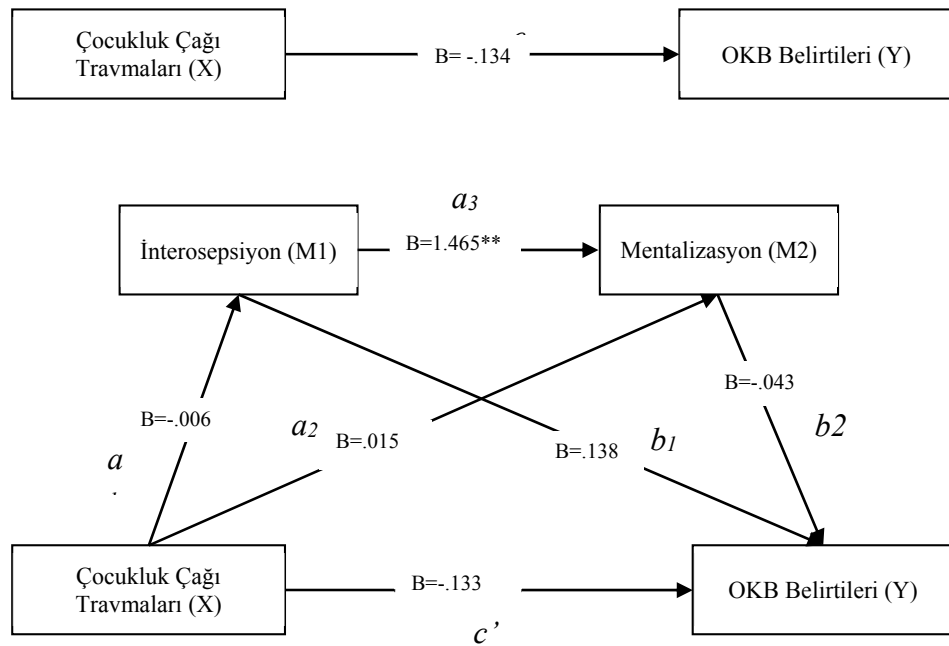 Çocukluk Çağı
Travmaları (X)
B= -.134
OKB Belirtileri (Y)
a3
İnterosepsiyon (M1)
B=1.465**
Mentalizasyon (M2)
B=-.006
a2
B=.015
B=.138
b1
B=-.043
b2
a
Çocukluk Çağı
Travmaları (X)
B=-.133
OKB Belirtileri (Y)
c’